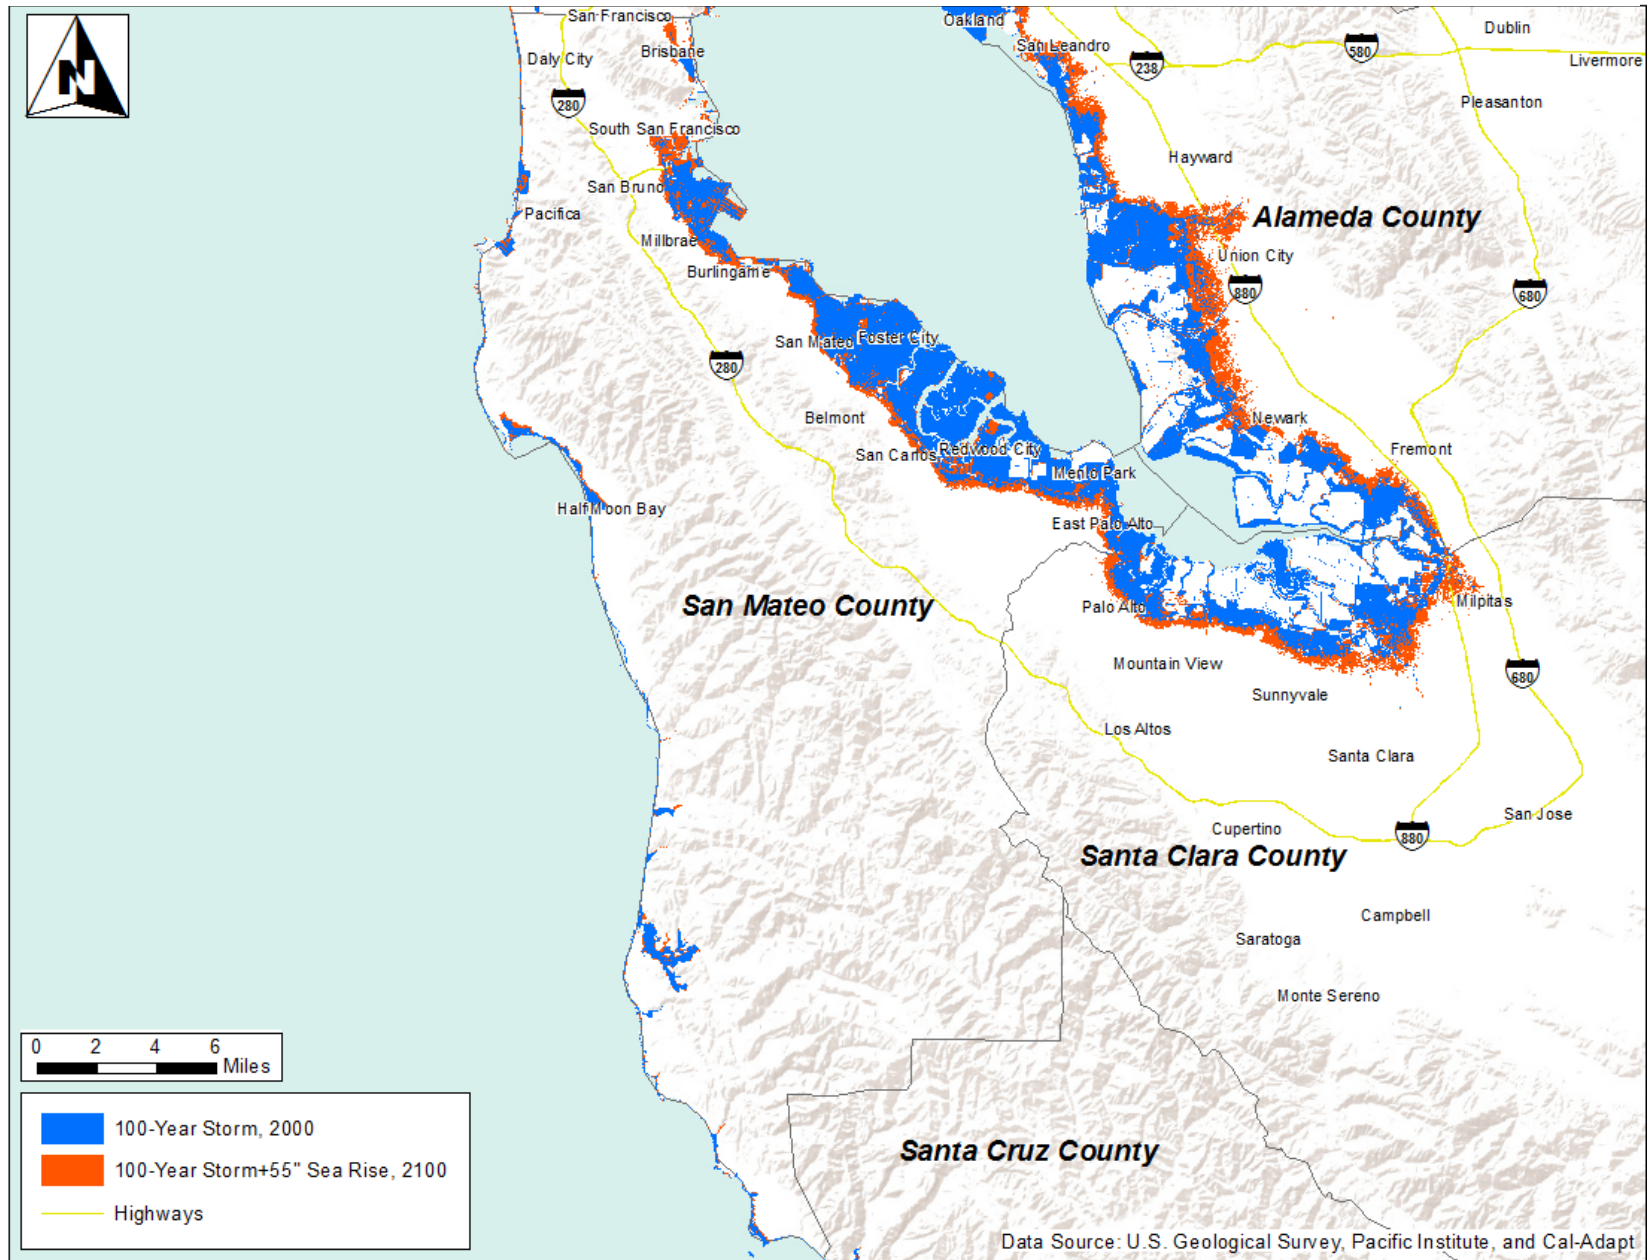 N
San Francisco
Oakland
Dublin
Brisbane
San Leandro
580
Daly City
238
Livermore
280
Pleasanton
South San Francisco
Hayward
San Bruno
Pacifica
Alameda County
Millbrae
Union City
Burlingame
880
680
San Mateo
Foster City
280
Belmont
Newark
San Carlos
Redwood City
Fremont
Menlo Park
Half Moon Bay
East Palo Alto
San Mateo County
Palo Alto
Milpitas
Mountain View
680
Sunnyvale
Los Altos
Santa Clara
San Jose
Cupertino
880
Santa Clara County
Campbell
Saratoga
Monte Sereno
0 2 4 6
Miles
100-Year Storm, 2000
100-Year Storm+55" Sea Rise, 2100
Highways
Santa Cruz County
Data Source: U.S. Geological Survey, Pacific Institute, and Cal-Adapt